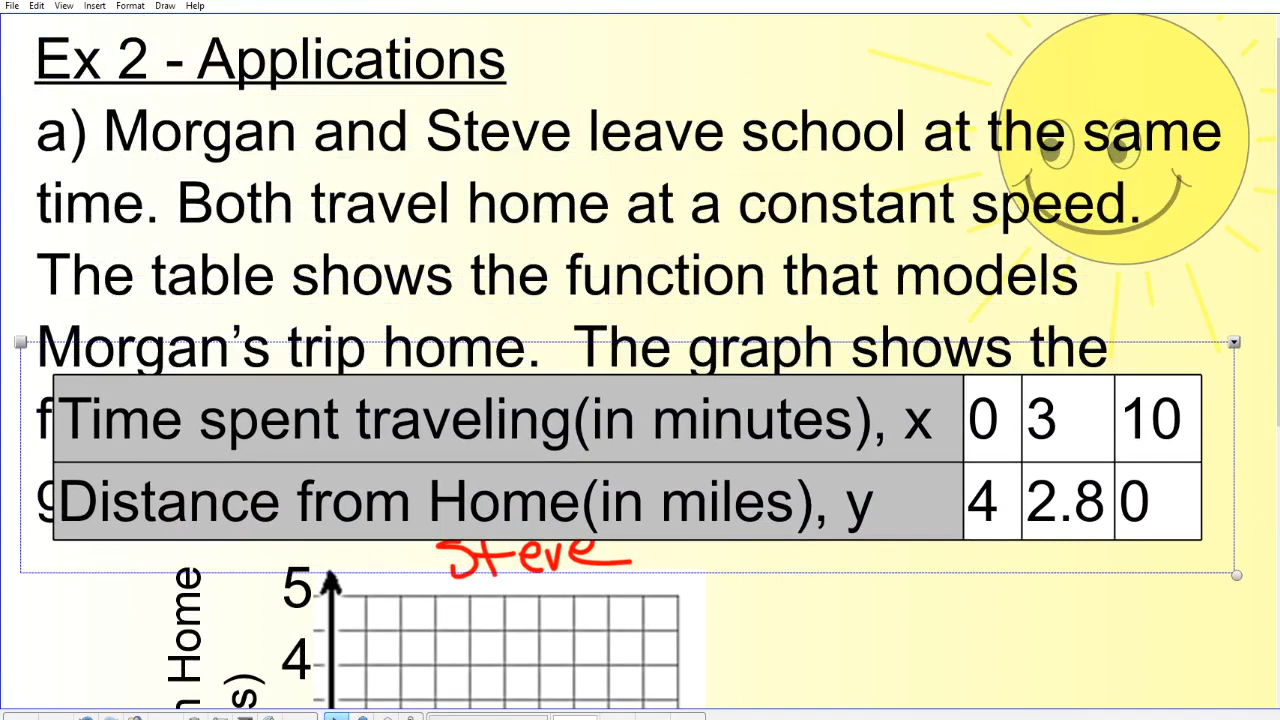 File Edit View Insert Format Draw Help
Ex 2 - Applications
a) Morgan and Steve leave school at the same
time. Both travel home at a constant speed.
The table shows the function that models
Morgan’s trip home. The graph shows the
Time spent traveling(in minutes), x 0 3 10
Distance from Home(in miles), y 4 2.8 0
Steve
5
4
Home